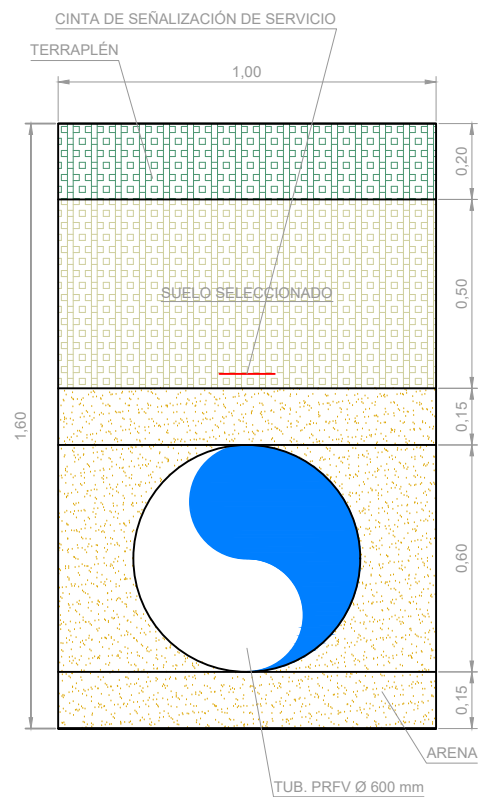 CINTA DE SEÑALIZACIÓN DE SERVICIO
TERRAPLÉN
1,00
0,20
SUELO SELECCIONADO
0,50
1,60
0,15
0,60
0,15
ARENA
TUB. PRFV Ø 600 mm